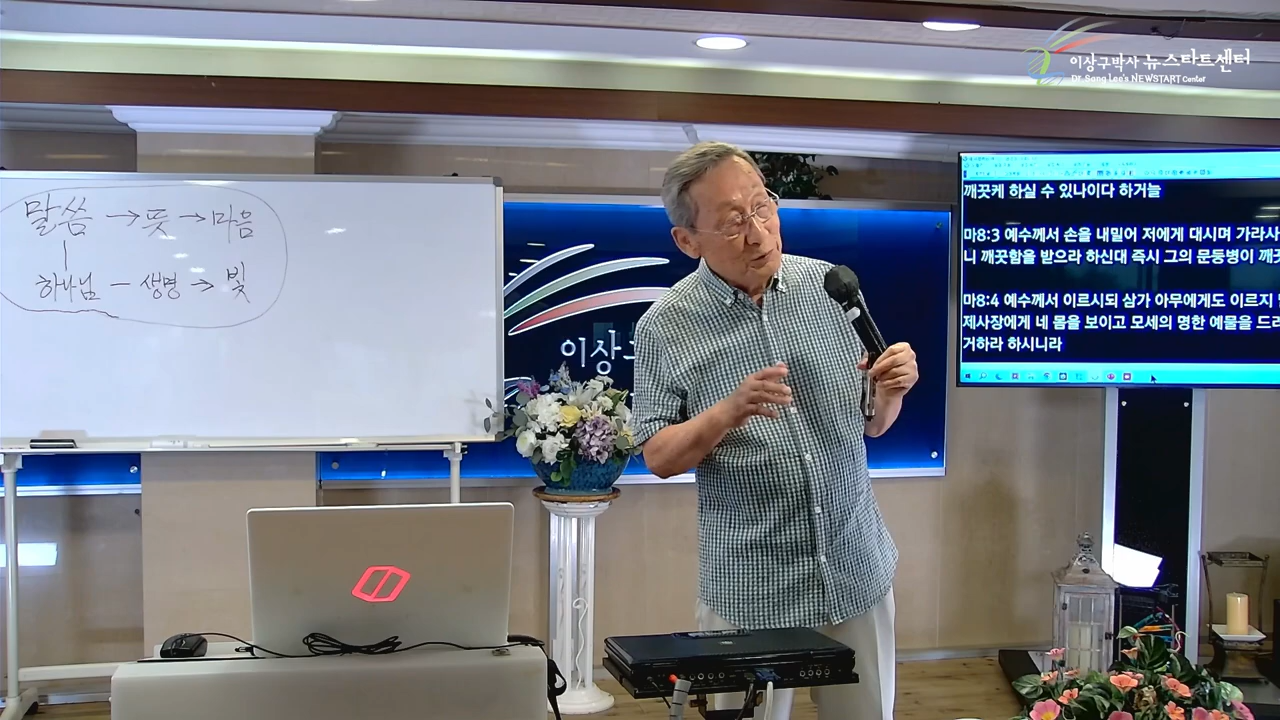 이상구박사 뉴스타트센터
Dr. Sang Lee's NEWSTART Center
말씀 → 뜻 → 마음
하나님 – 생명 → 빛
이상구
깨끗케 하실 수 있나이다 하거늘
마8:3 예수께서 손을 내밀어 저에게 대시며 가라사
니 깨끗함을 받으라 하신대 즉시 그의 문둥병이 깨끗
마8:4 예수께서 이르시되 삼가 아무에게도 이르지
제사장에게 네 몸을 보이고 모세의 명한 예물을 드려
거하라 하시니라